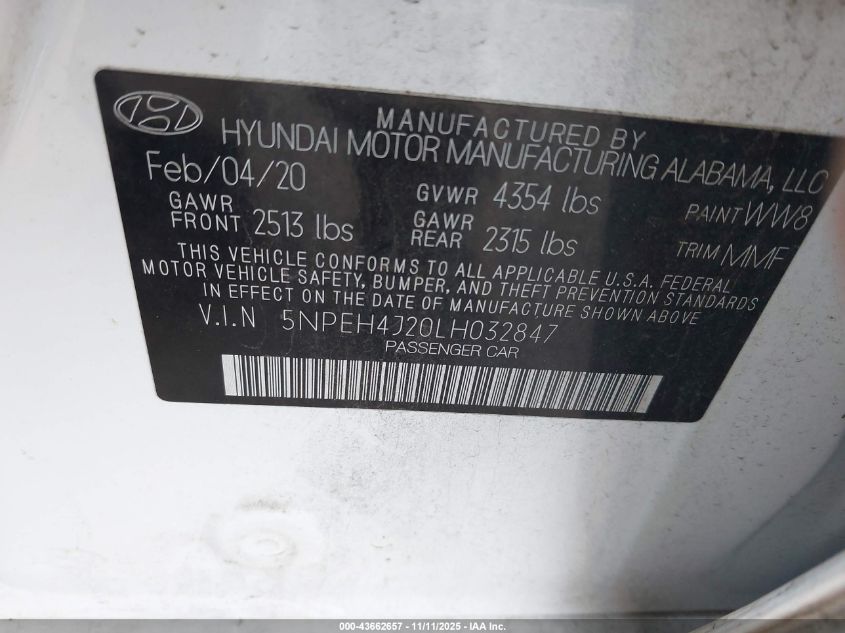 MANUFACTURED BY
HYUNDAI MOTOR MANUFACTURING ALABAMA, LLC
Feb/04/20 GVWR 4354 lbs PAINT WW8
GAWR FRONT 2513 lbs GAWR REAR 2315 lbs TRIM MMF
THIS VEHICLE CONFORMS TO ALL APPLICABLE U.S.A. FEDERAL
MOTOR VEHICLE SAFETY, BUMPER, AND THEFT PREVENTION STANDARDS
IN EFFECT ON THE DATE OF MANUFACTURE SHOWN ABOVE
V.I.N 5NPEH4J20LH032847
PASSENGER CAR
000-43662657 - 11/11/2025 - IAA Inc.